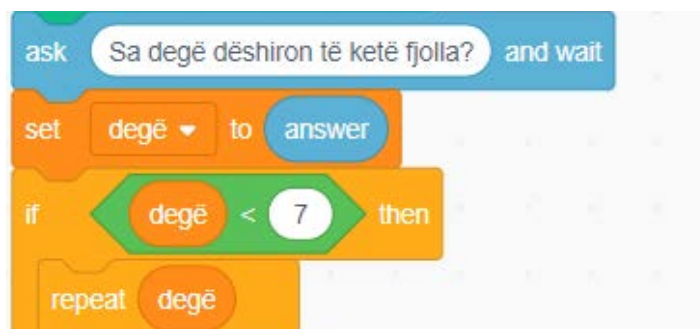 ask Sa degë dëshiron të ketë fjolla? and wait
set degë to answer
if degë < 7 then
repeat degë